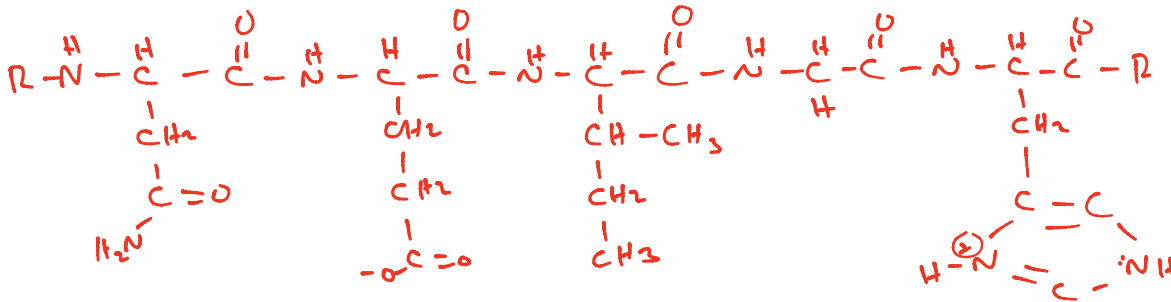 O O O O O
H H H H H H H H H
R-N-C-C-N-C-C-N-C-C-N-C-C-N-C-C-R
H
CH2 CH2 CH-CH3 CH2
C=O CH2 CH2 C=C
H2N -O-C=O CH3 H-N=C-NH